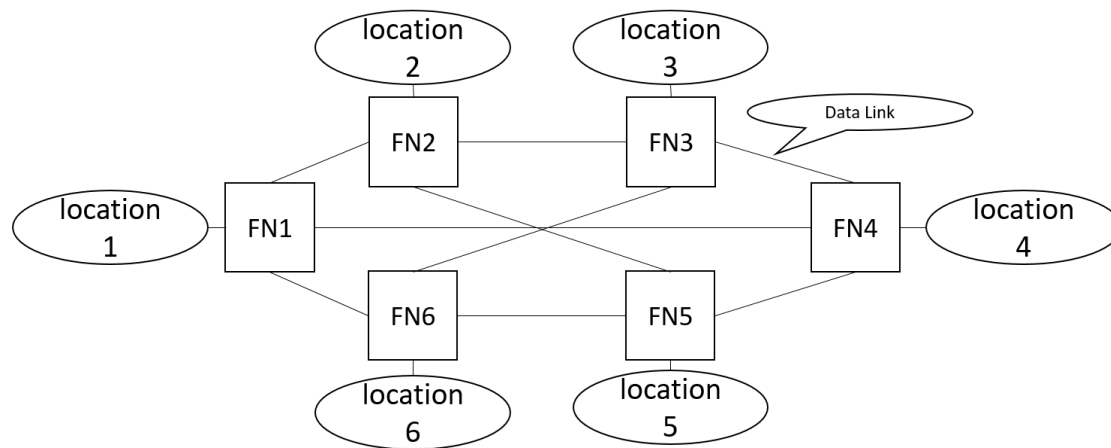 location
2
location
3
Data Link
FN2
FN3
location
1
FN1
FN4
location
4
FN6
FN5
location
6
location
5